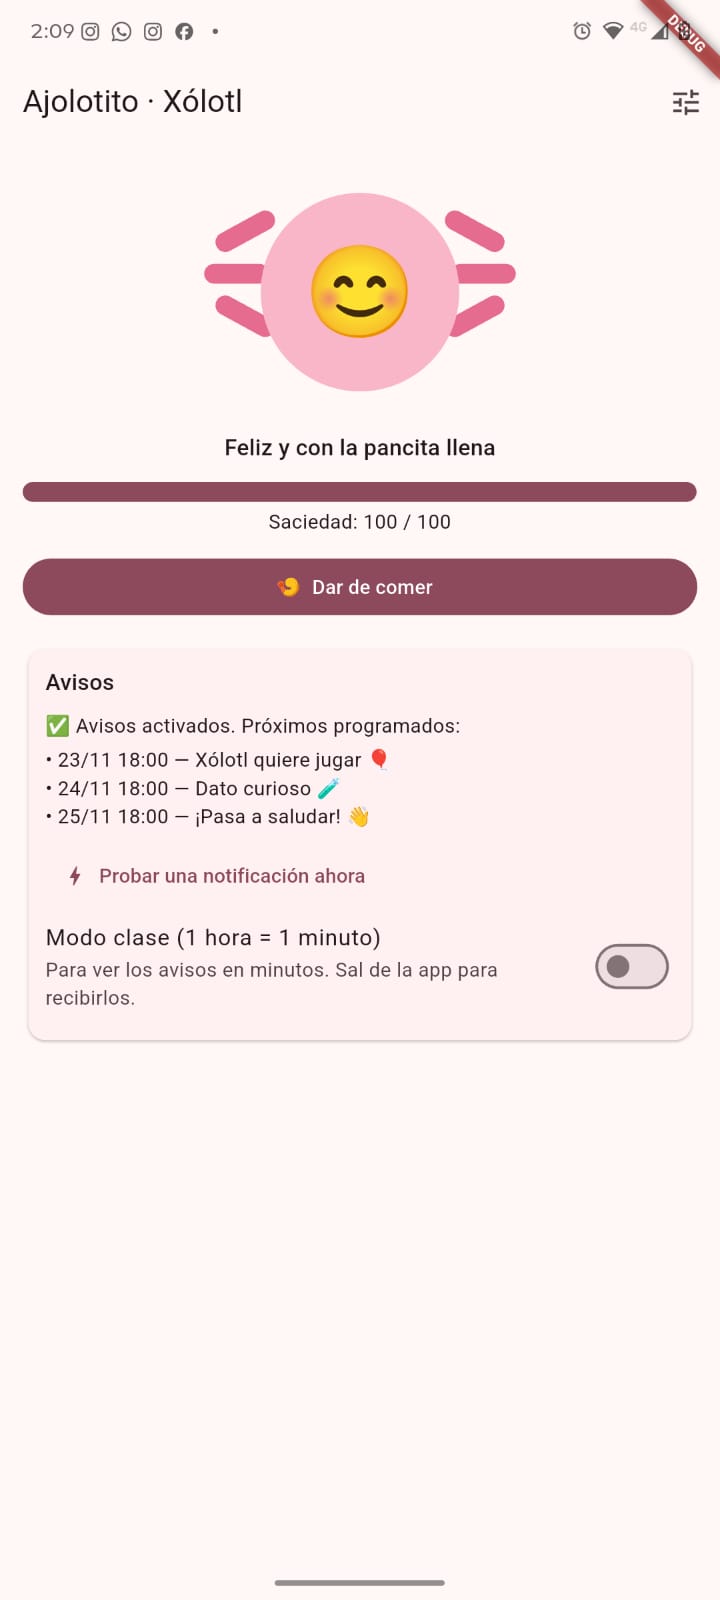 2:09
4G
DEBUG
Ajolotito · Xólotl
Feliz y con la pancita llena
Saciedad: 100 / 100
🍤 Dar de comer
Avisos
✅ Avisos activados. Próximos programados:
• 23/11 18:00 — Xólotl quiere jugar 🎈
• 24/11 18:00 — Dato curioso 🧪
• 25/11 18:00 — ¡Pasa a saludar! 👋
Probar una notificación ahora
Modo clase (1 hora = 1 minuto)
Para ver los avisos en minutos. Sal de la app para
recibirlos.